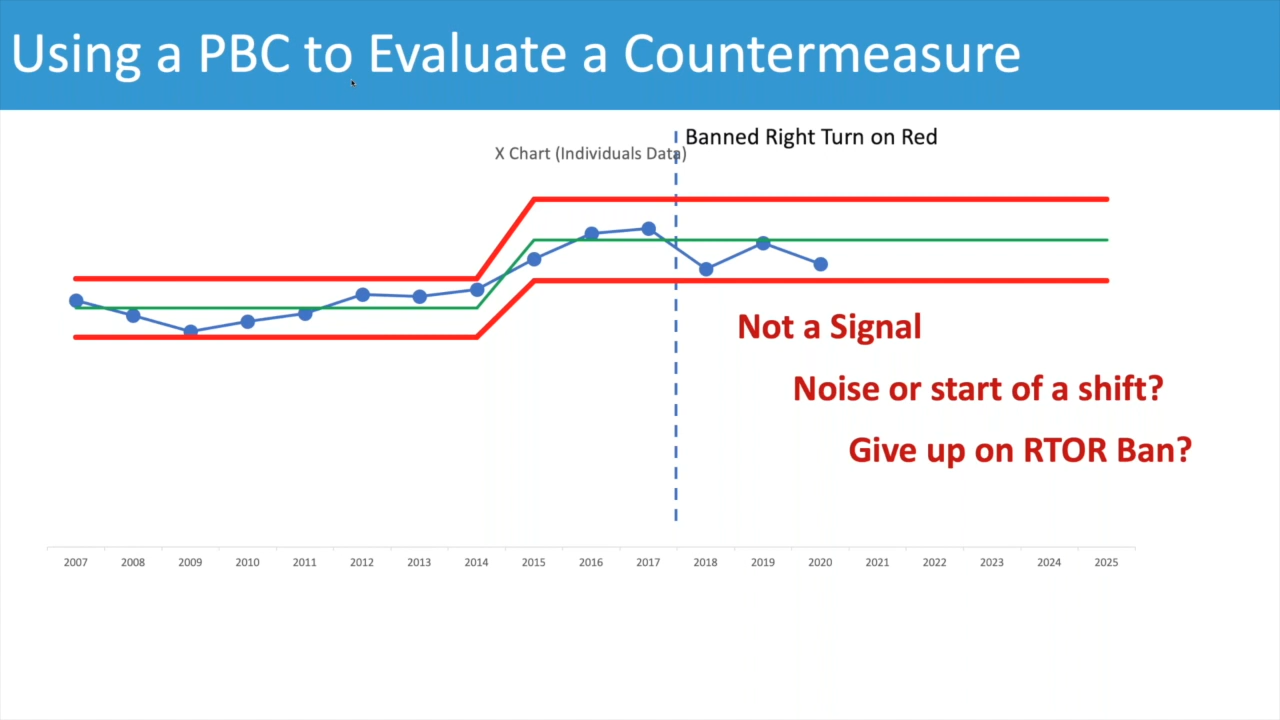 Using a PBC to Evaluate a Countermeasure
Banned Right Turn on Red
X Chart (Individuals Data)
Not a Signal
Noise or start of a shift?
Give up on RTOR Ban?
2007 2008 2009 2010 2011 2012 2013 2014 2015 2016 2017 2018 2019 2020 2021 2022 2023 2024 2025